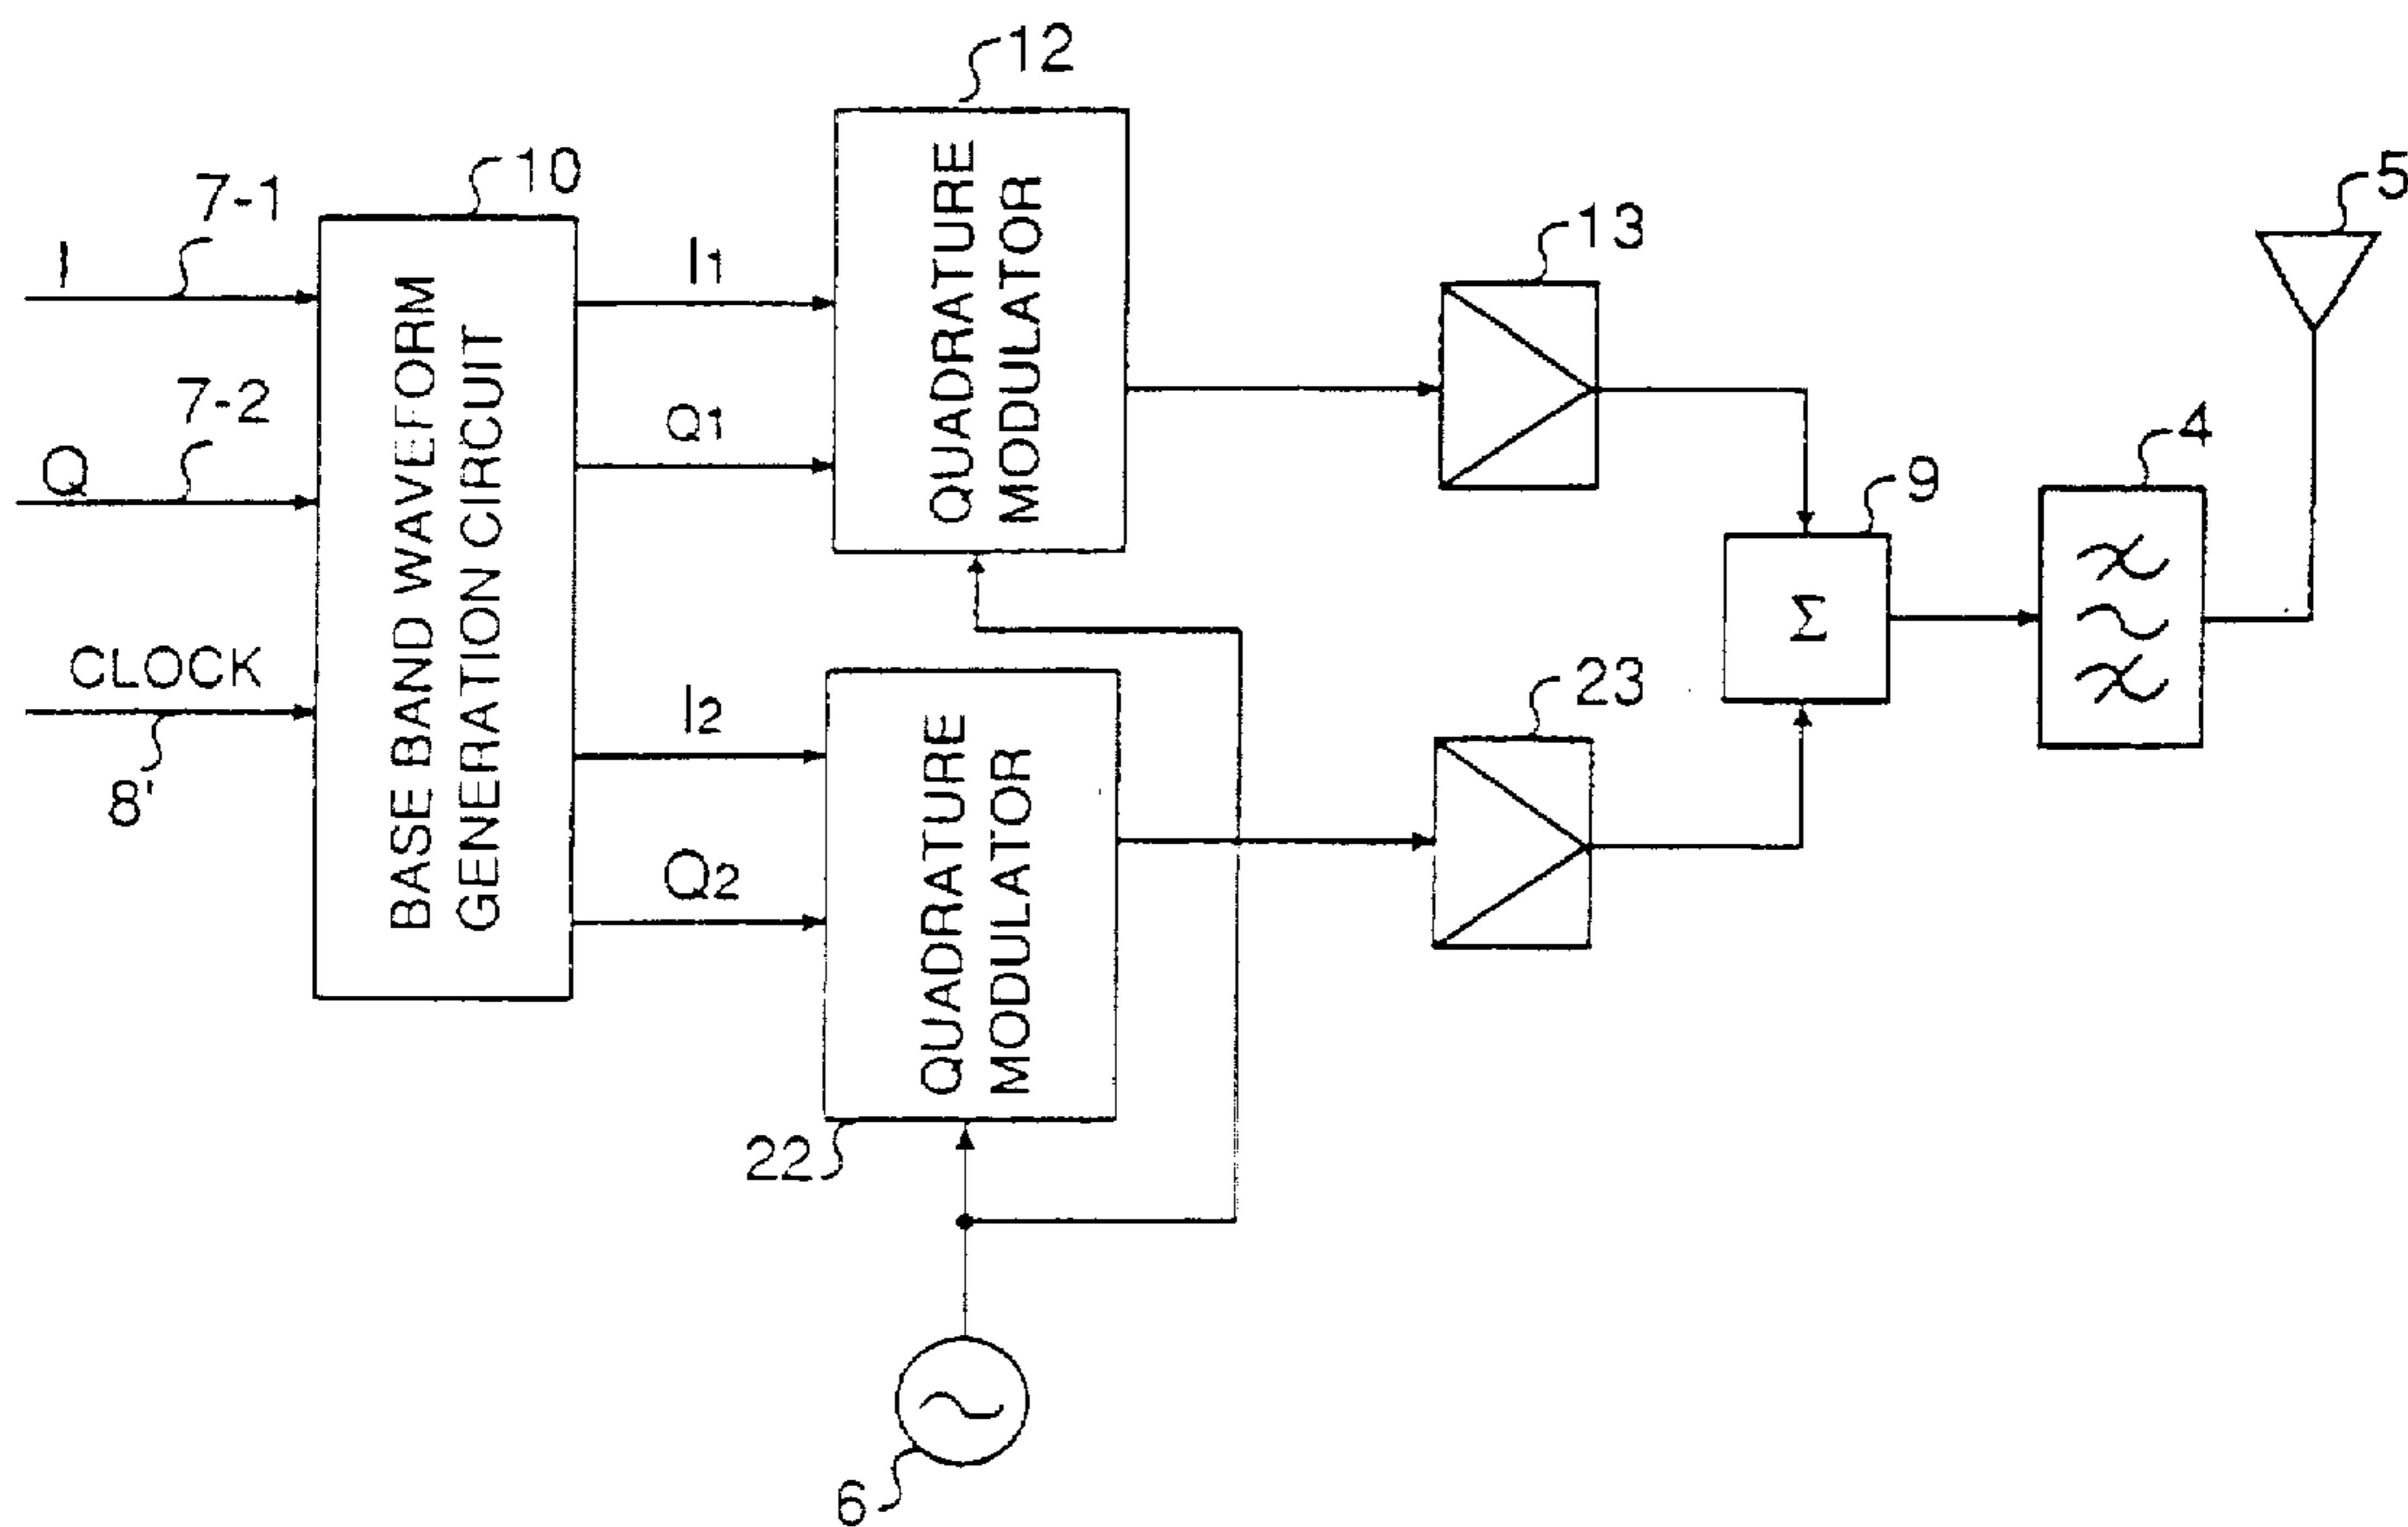 12
10
5
7-1
13
I
I1
QUADRATURE
MODULATOR
7-2
Q
Q1
4
9
BASE BAND WAVEFORM
GENERATION CIRCUIT
Σ
CLOCK
8'
I2
23
Q2
QUADRATURE
MODULATOR
22
6